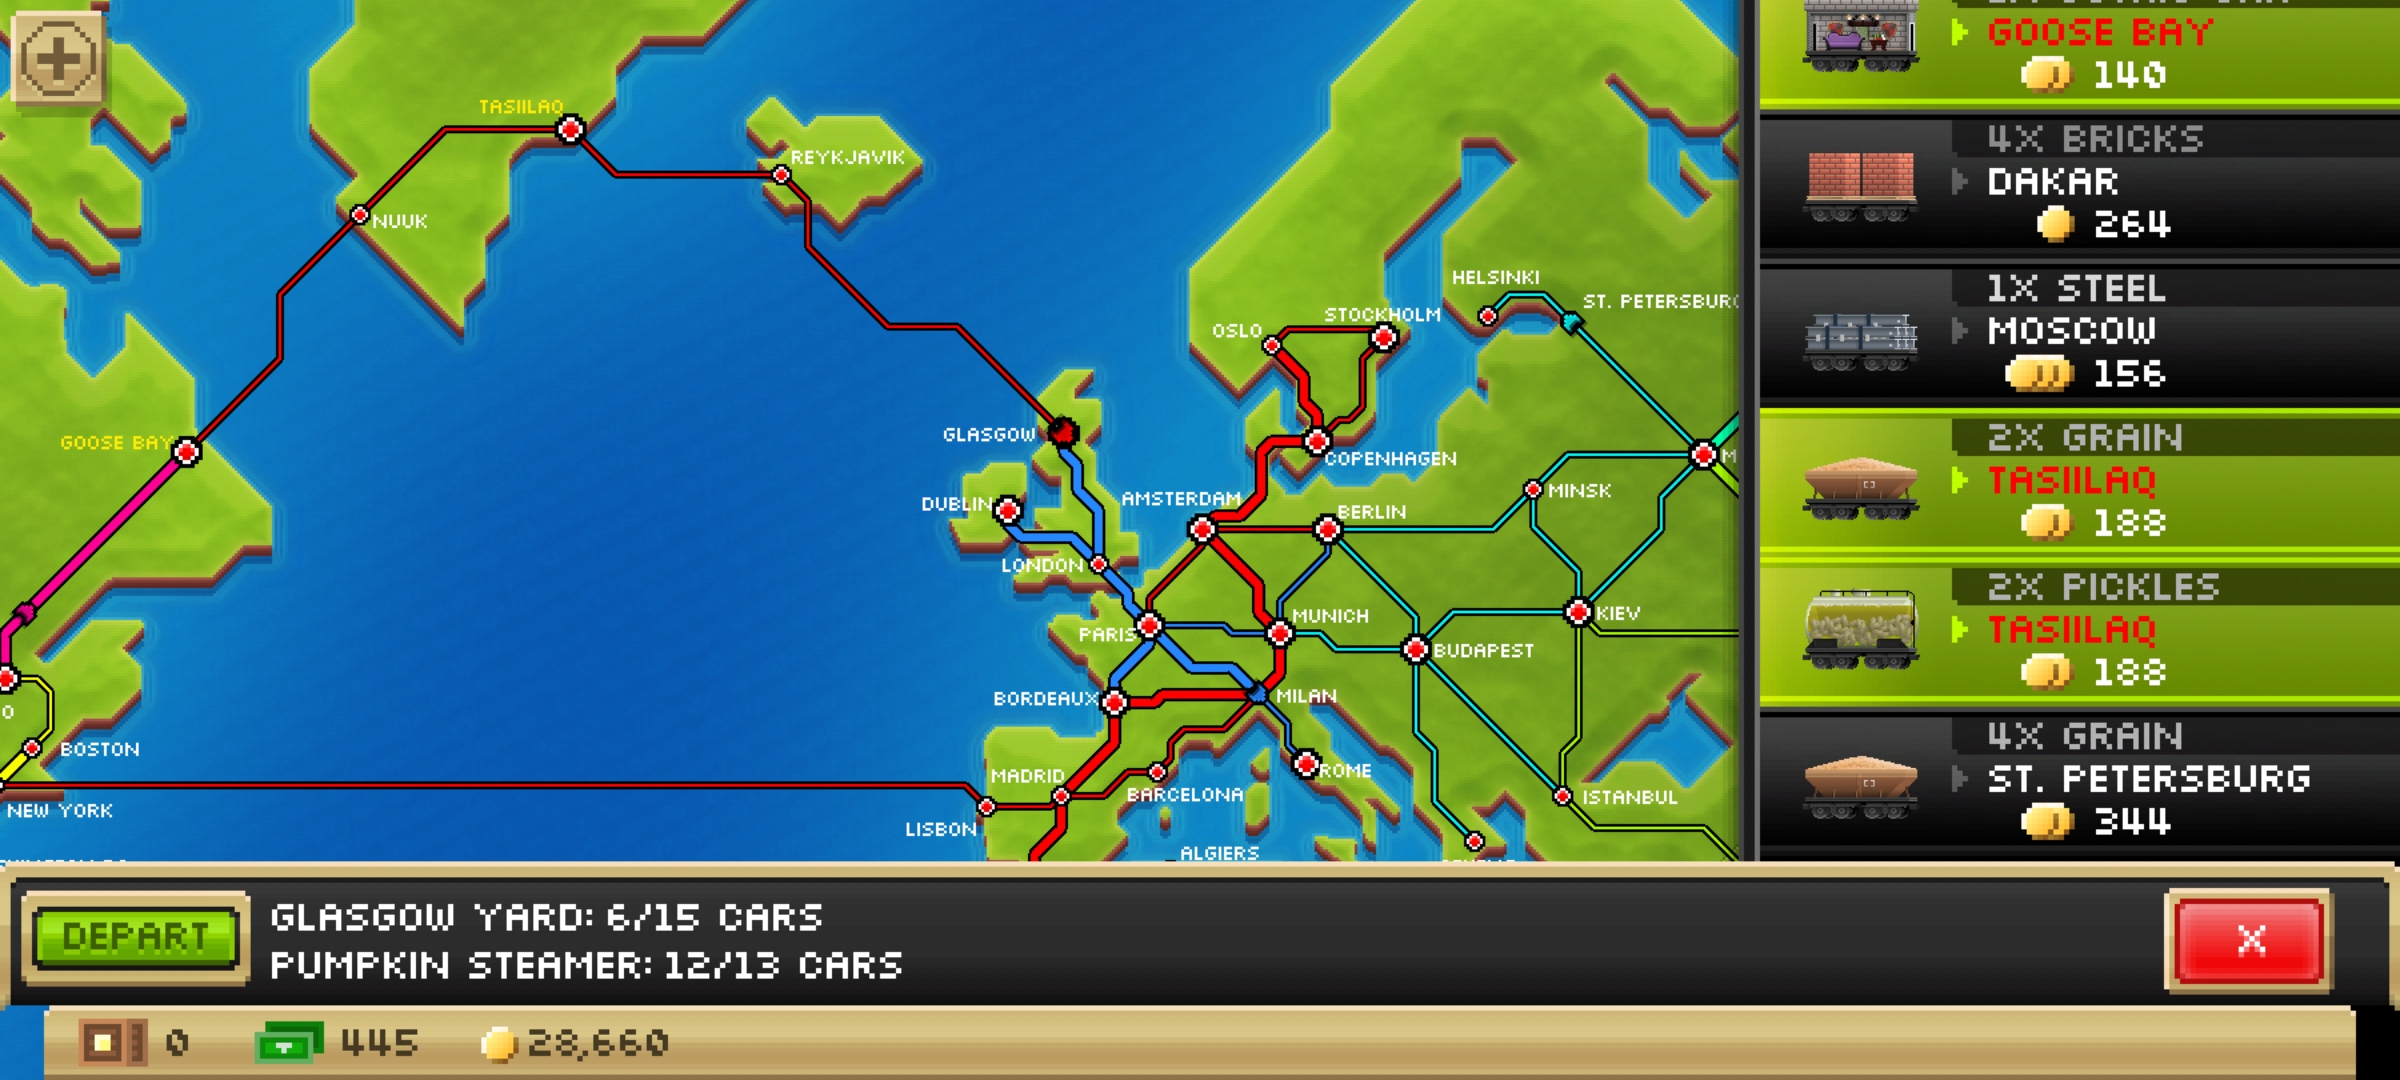 TASIILAQ
REYKJAVIK
NUUK
HELSINKI
ST. PETERSBURG
STOCKHOLM
OSLO
GLASGOW
GOOSE BAY
COPENHAGEN
AMSTERDAM
MINSK
DUBLIN
BERLIN
LONDON
MUNICH
KIEV
PARIS
BUDAPEST
BORDEAUX
MILAN
BOSTON
MADRID
ROME
BARCELONA
ISTANBUL
NEW YORK
LISBON
ALGIERS
GOOSE BAY
140
4X BRICKS
DAKAR
264
1X STEEL
MOSCOW
156
2X GRAIN
TASIILAQ
188
2X PICKLES
TASIILAQ
188
4X GRAIN
ST. PETERSBURG
344
DEPART
GLASGOW YARD: 6/15 CARS
PUMPKIN STEAMER: 12/13 CARS
X
0
445
28,660